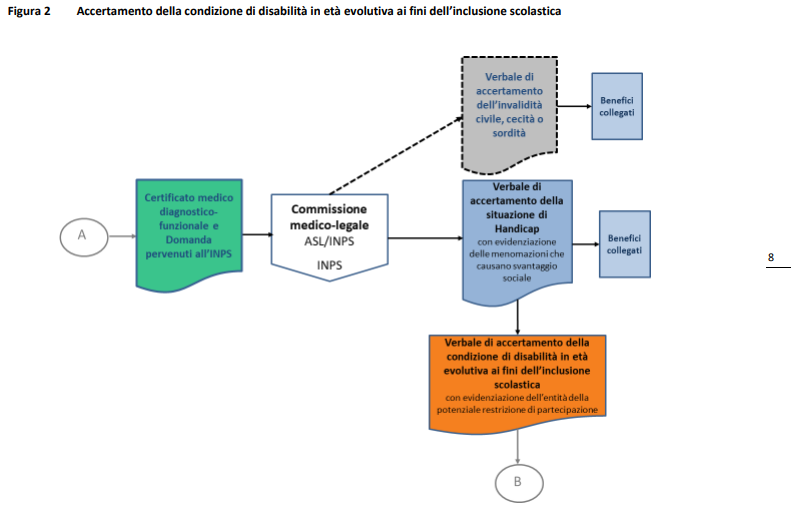 Figura 2 Accertamento della condizione di disabilità in età evolutiva ai fini dell'inclusione scolastica
Verbale di
accertamento
dell'invalidità
civile, cecità o
sordità
Benefici
collegati
A
Certificato medico
diagnostico-
funzionale e
Domanda
pervenuti all'INPS
Commissione
medico-legale
ASL/INPS
INPS
Verbale di
accertamento della
situazione di
Handicap
con evidenziazione
delle menomazioni che
causano svantaggio
sociale
Benefici
collegati
8
Verbale di accertamento della
condizione di disabilità in età
evolutiva ai fini dell'inclusione
scolastica
con evidenziazione dell'entità della
potenziale restrizione di partecipazione
B